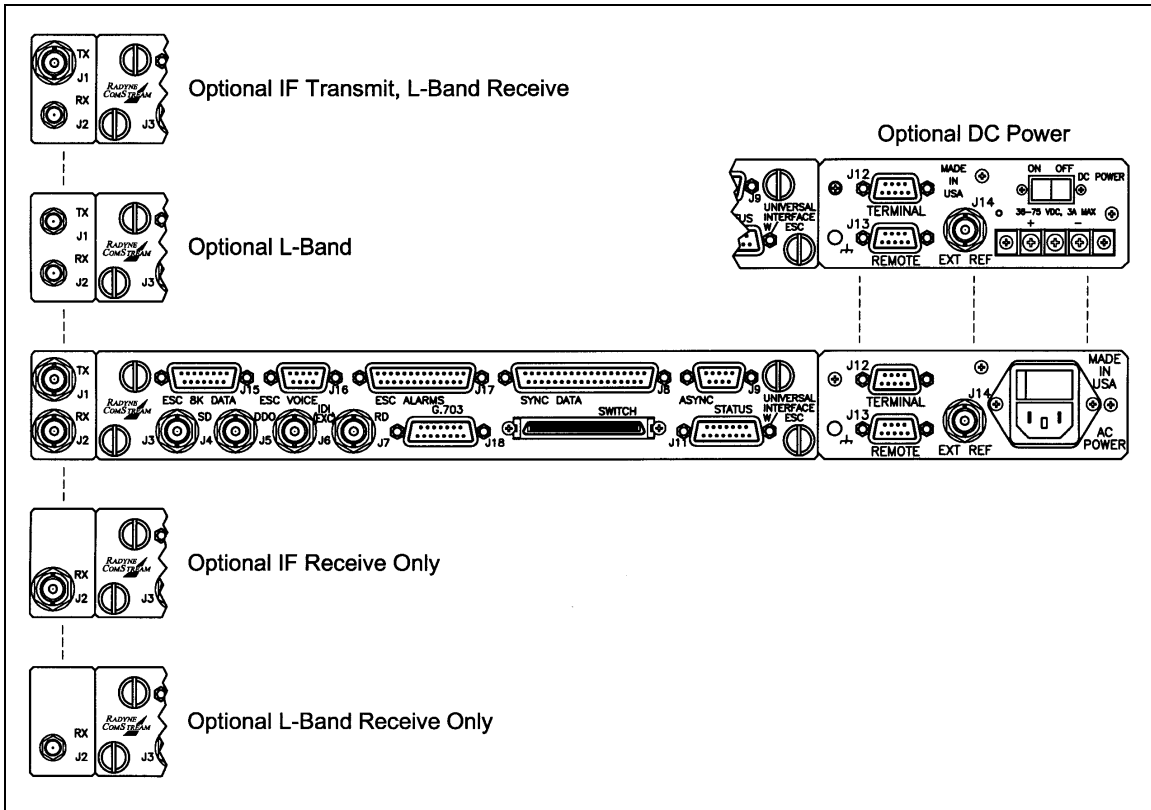 TX
J1
RX
J2
RADYNE
COMSTREAM
J3
Optional IF Transmit, L-Band Receive
TX
J1
RX
J2
RADYNE
COMSTREAM
J3
Optional L-Band
Optional DC Power
J9
UNIVERSAL
INTERFACE
W/ ESC
US
J12
TERMINAL
J13
REMOTE
MADE
IN
USA
J14
EXT REF
ON OFF
DC POWER
36-75 VDC, 3A MAX
+ -
TX
J1
RX
J2
RADYNE
COMSTREAM
ESC 8K DATA
J15
ESC VOICE
J16
ESC ALARMS
J17
SYNC DATA
J8
ASYNC
J9
J3
SD
J4
DDO
J5
IDI
EXC
J6
RD
J7
G.703
J18
SWITCH
J11
STATUS
UNIVERSAL
INTERFACE
W/ ESC
J12
TERMINAL
J13
REMOTE
J14
EXT REF
MADE
IN
USA
AC
POWER
RX
J2
RADYNE
COMSTREAM
J3
Optional IF Receive Only
RX
J2
RADYNE
COMSTREAM
J3
Optional L-Band Receive Only